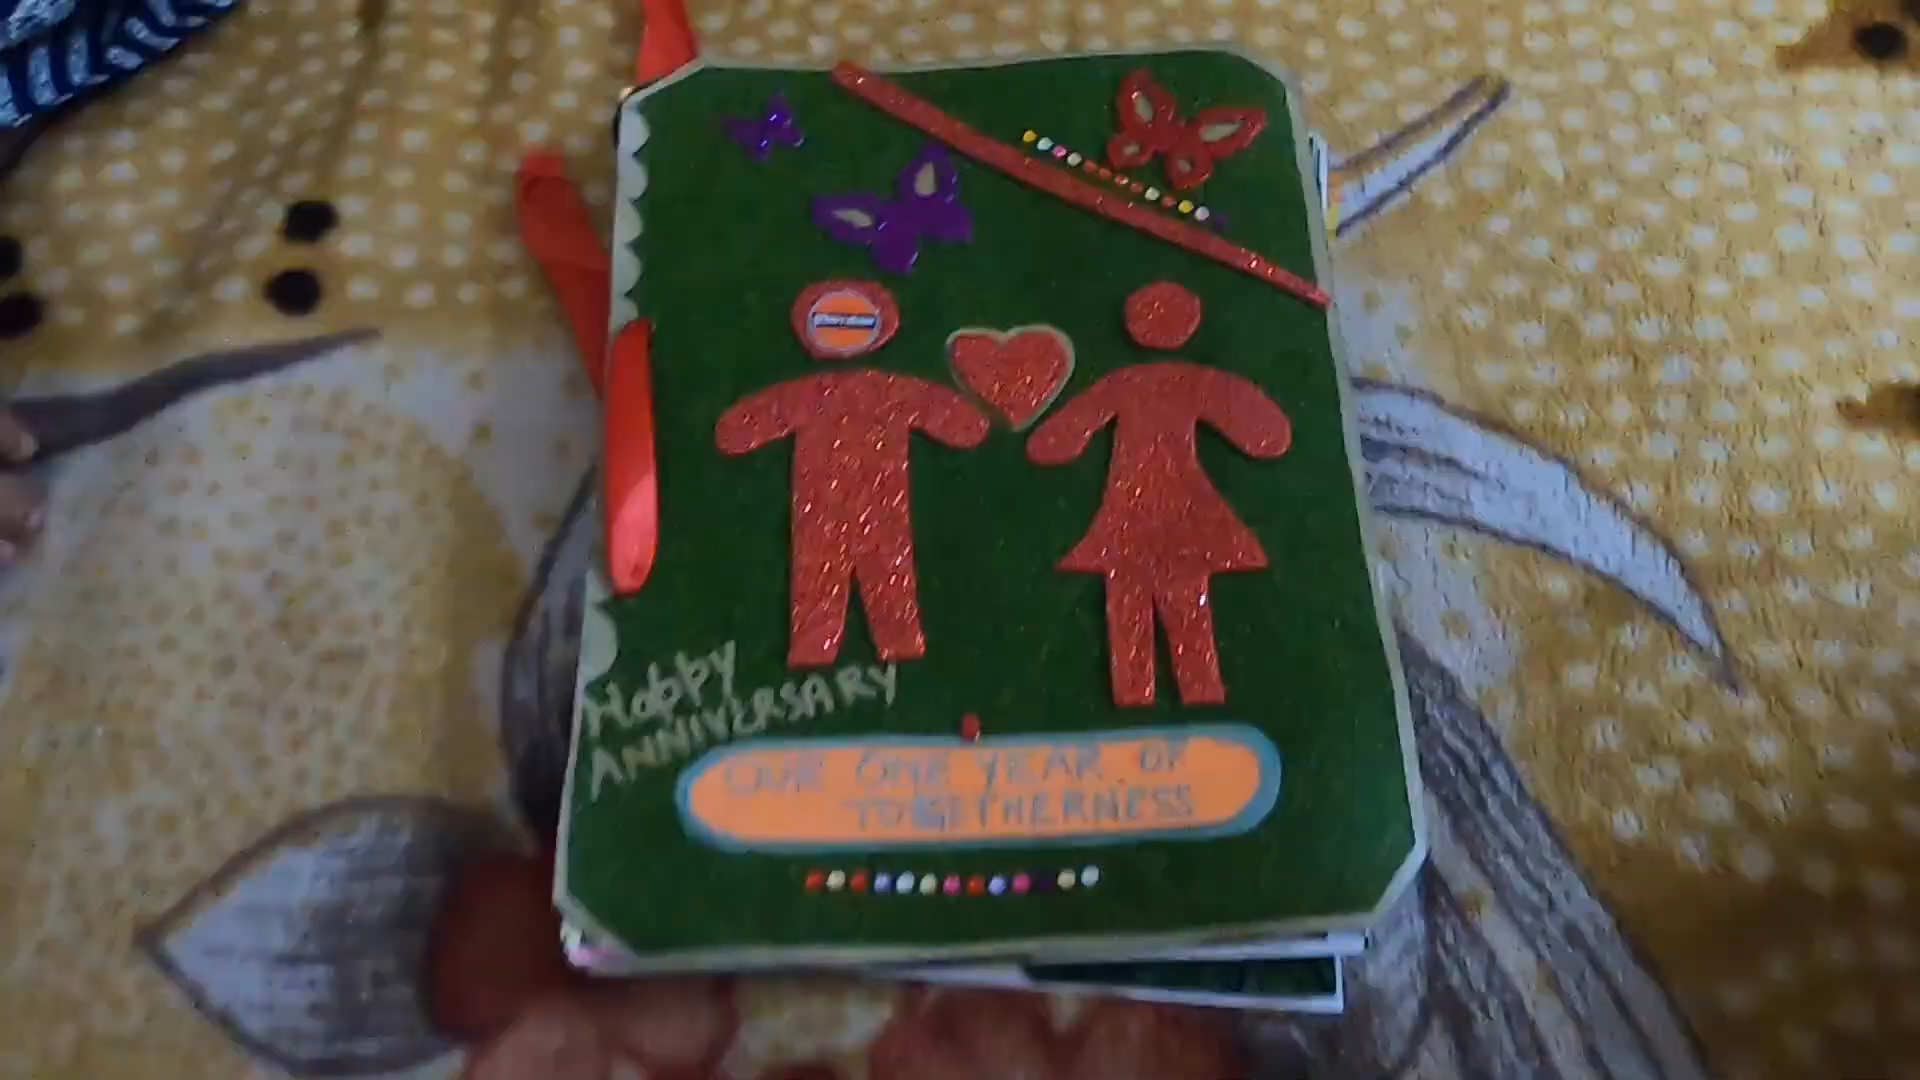 Happy
ANNIVERSARY
OUR ONE YEAR OF
TOGETHERNESS